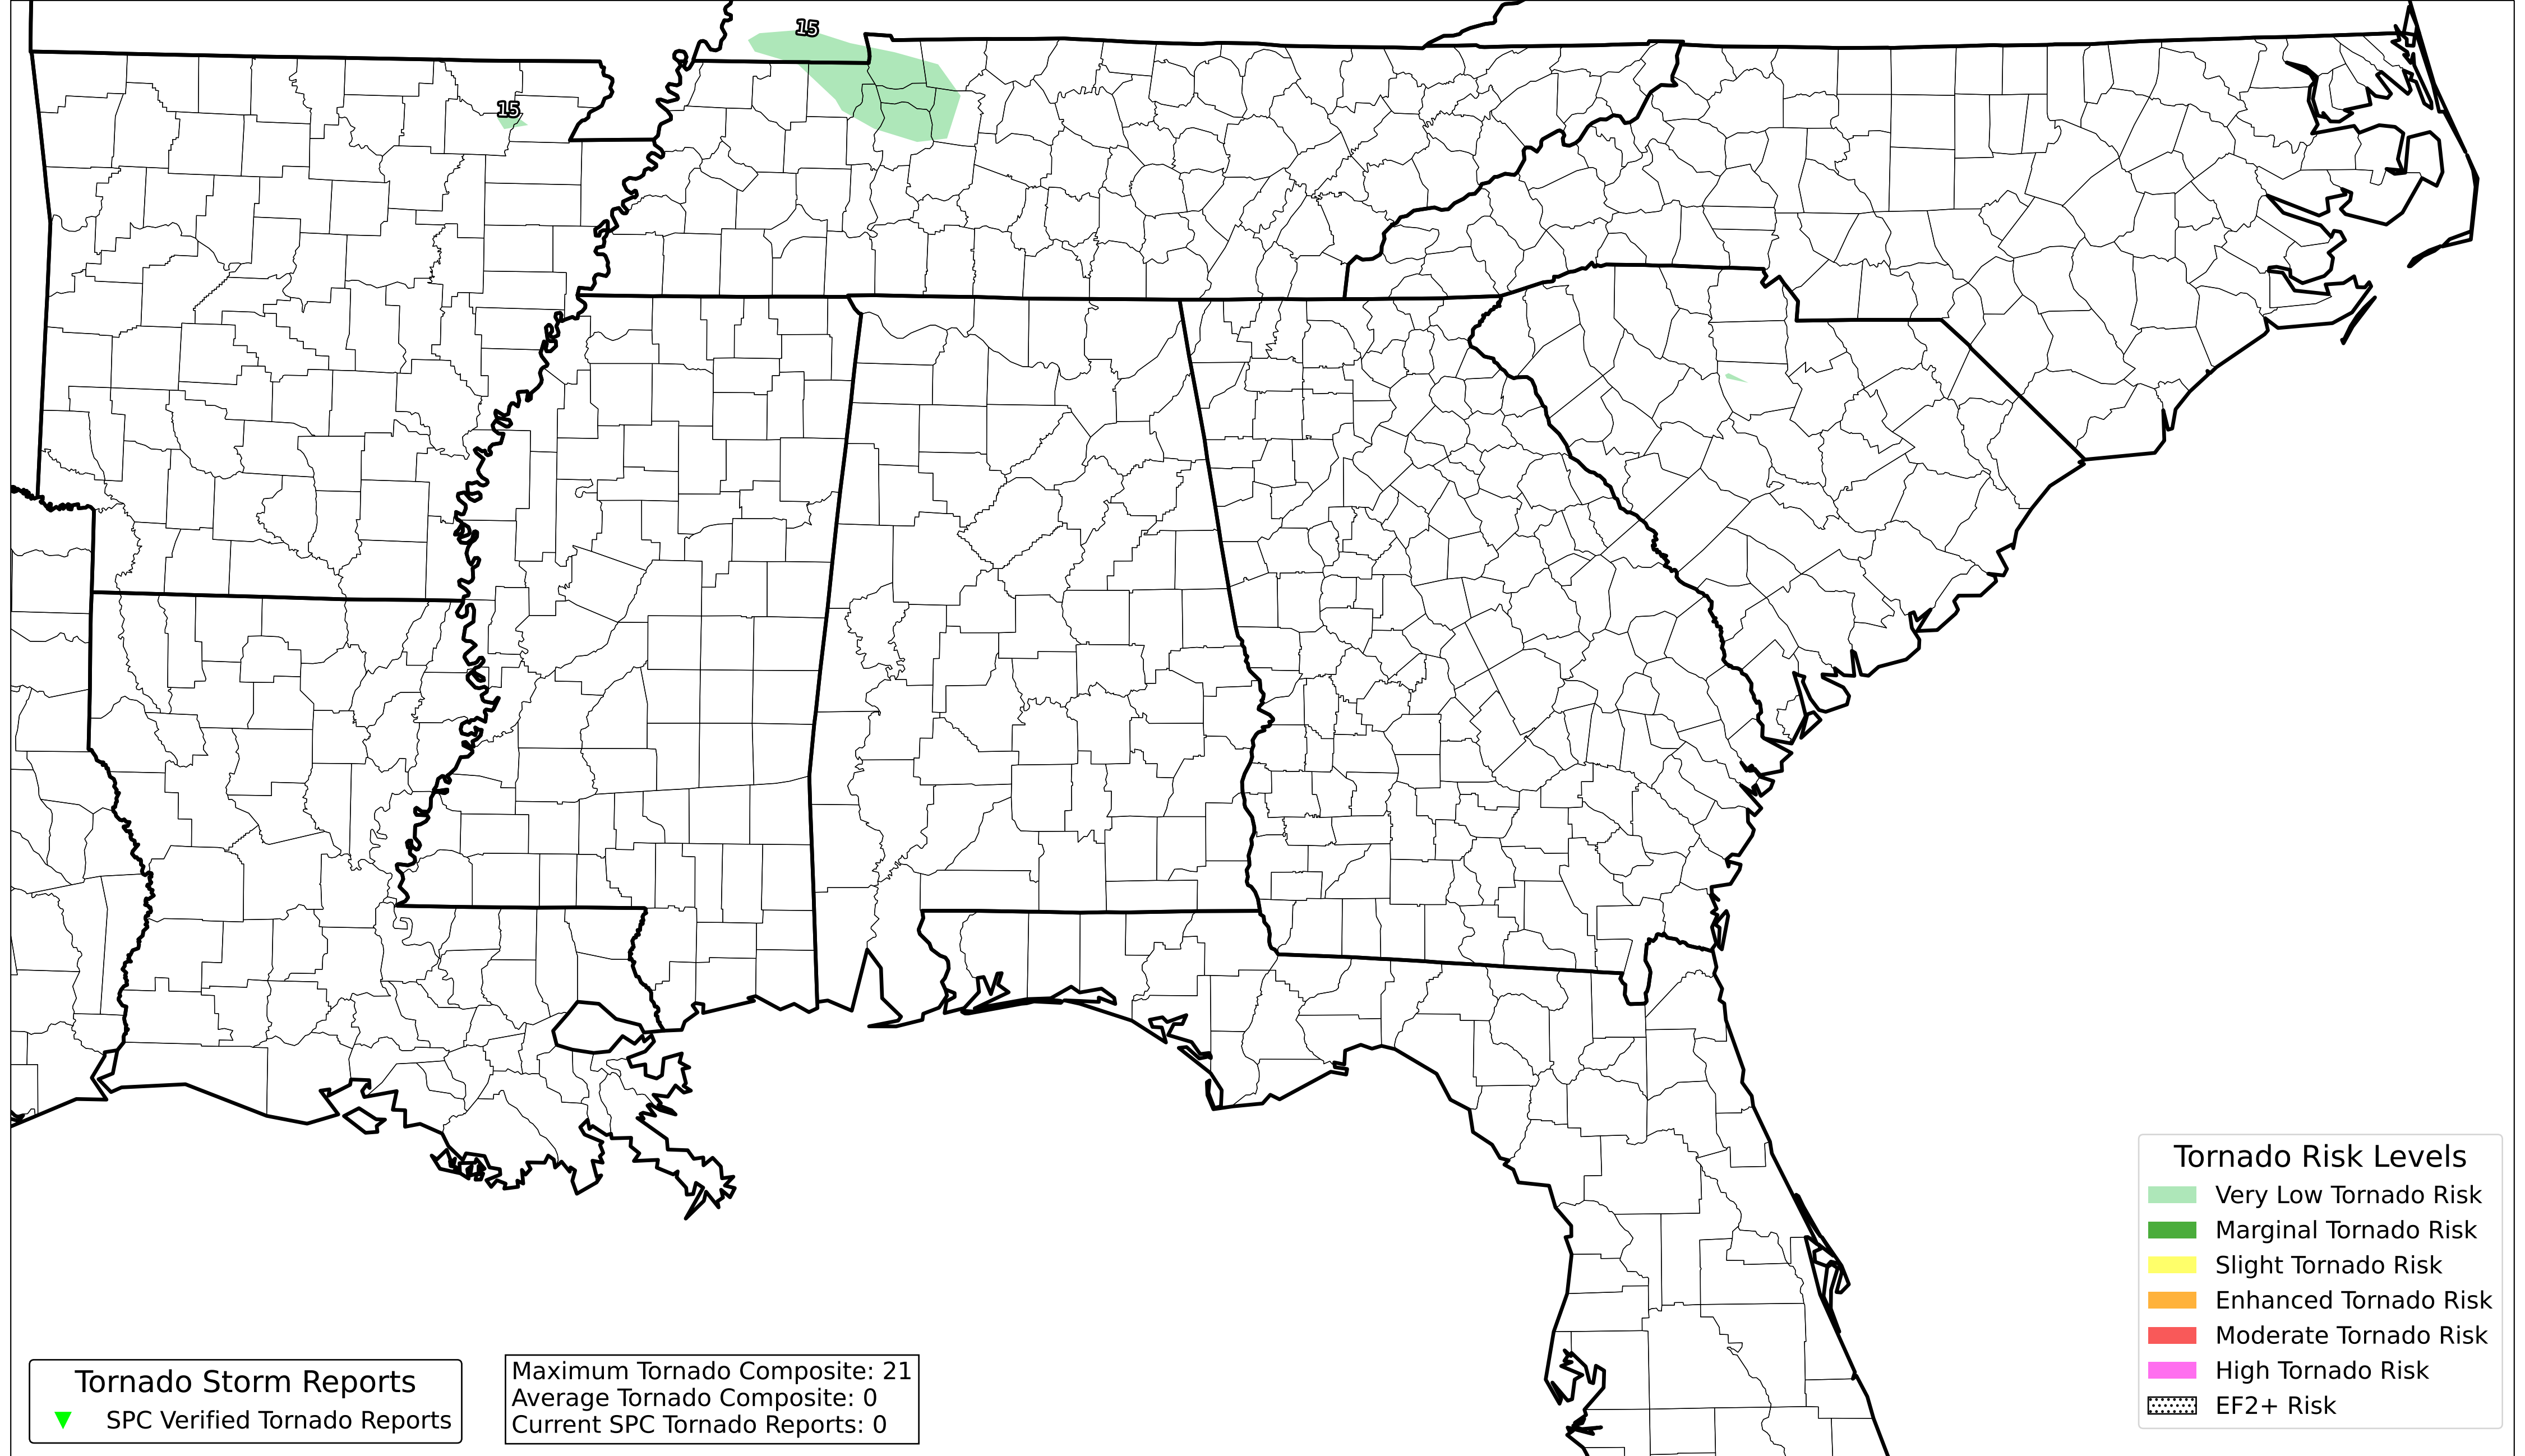 15
15
Tornado Risk Levels
Very Low Tornado Risk
Marginal Tornado Risk
Slight Tornado Risk
Enhanced Tornado Risk
Moderate Tornado Risk
High Tornado Risk
EF2+ Risk
Tornado Storm Reports
SPC Verified Tornado Reports
Maximum Tornado Composite: 21
Average Tornado Composite: 0
Current SPC Tornado Reports: 0